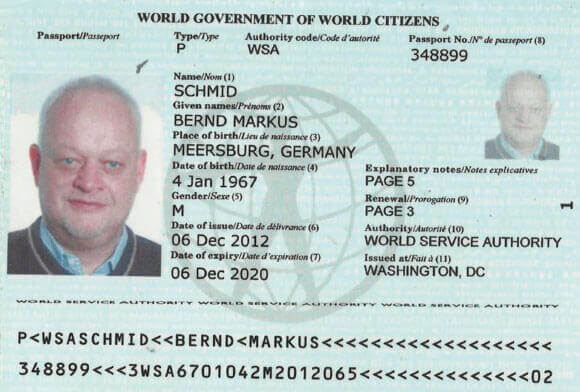 WORLD GOVERNMENT OF WORLD CITIZENS
Passport/Passeport Type/Type Authority code/Code d'autorité Passport No./Nº de passeport (8)
P WSA 348899
Name/Nom (1)
SCHMID
Given names/Prénoms (2)
BERND MARKUS
Place of birth/Lieu de naissance (3)
MEERSBURG, GERMANY
Date of birth/Date de naissance (4)
4 Jan 1967
Gender/Sexe (5)
M
Date of issue/Date de délivrance (6)
06 Dec 2012
Date of expiry/Date d'expiration (7)
06 Dec 2020
Explanatory notes/Notes explicatives
PAGE 5
Renewal/Prorogation (9)
PAGE 3
Authority/Autorité (10)
WORLD SERVICE AUTHORITY
Issued at/Fait à (11)
WASHINGTON, DC
1
WORLD SERVICE AUTHORITY WORLD SERVICE AUTHORITY WORLD SERVICE AUTHORITY
P<WSASCHMID<<BERND<MARKUS<<<<<<<<<<<<<<<<<<<
348899<<<3WSA6701042M2012065<<<<<<<<<<<<<<02